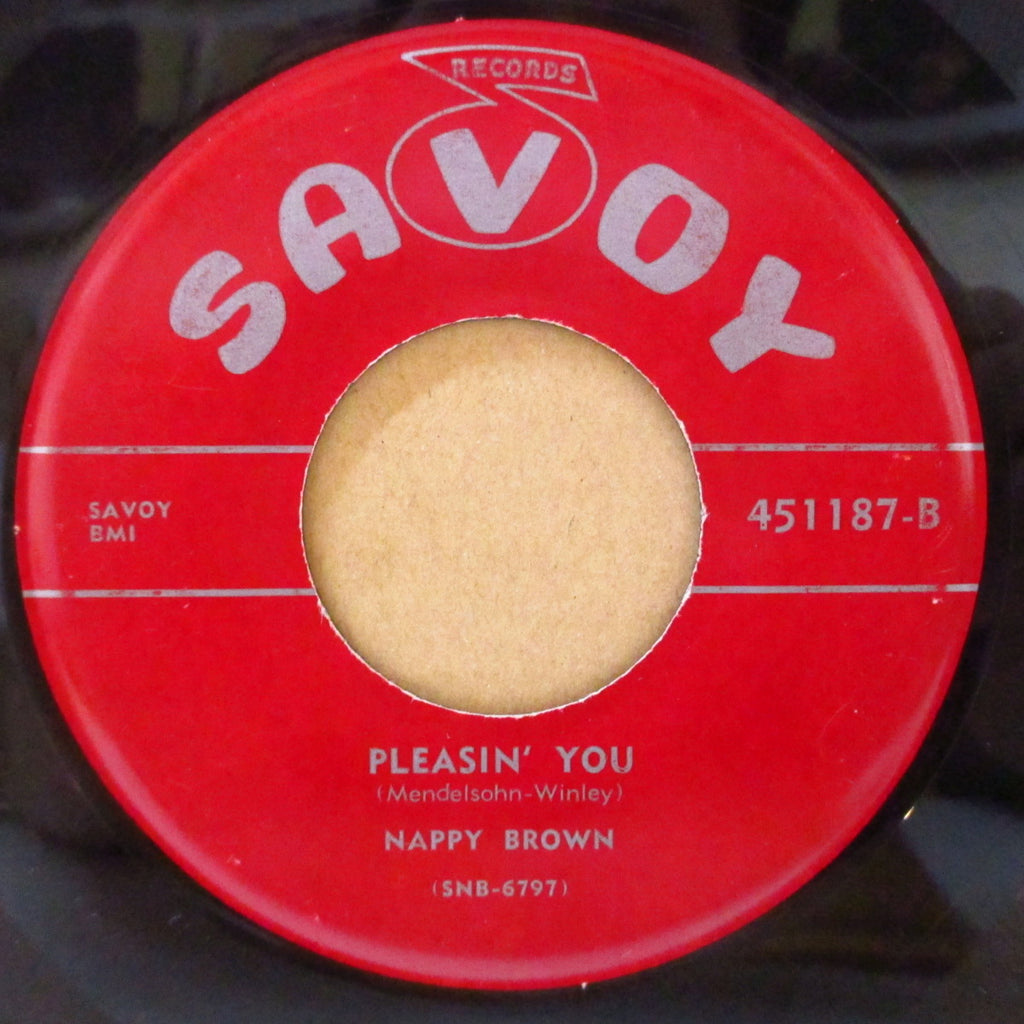 RECORDS
SAVOY
SAVOY
BMI
451187-B
PLEASIN' YOU
(Mendelsohn-Winley)
NAPPY BROWN
(SNB-6797)